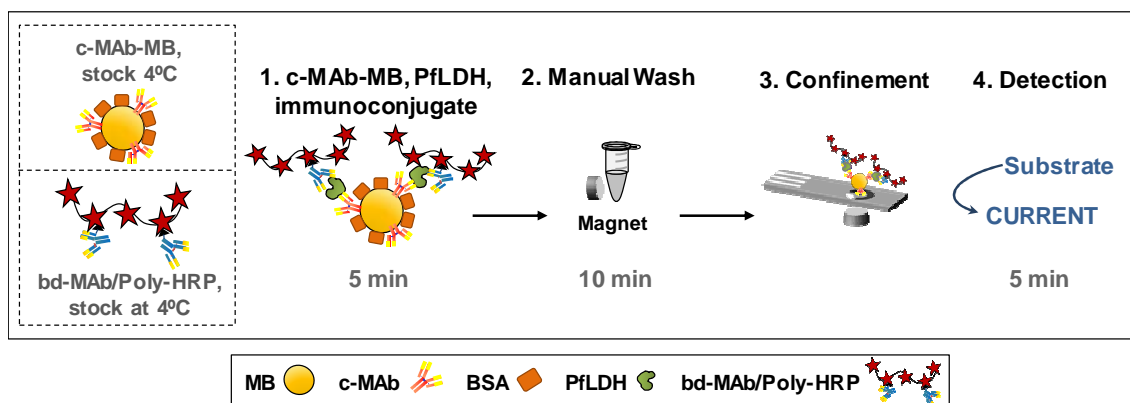 c-MAb-MB,
stock 4ºC
bd-MAb/Poly-HRP,
stock at 4ºC
1. c-MAb-MB, PfLDH,
immunoconjugate
5 min
2. Manual Wash
Magnet
10 min
3. Confinement
4. Detection
Substrate
CURRENT
5 min
MB c-MAb BSA PfLDH bd-MAb/Poly-HRP